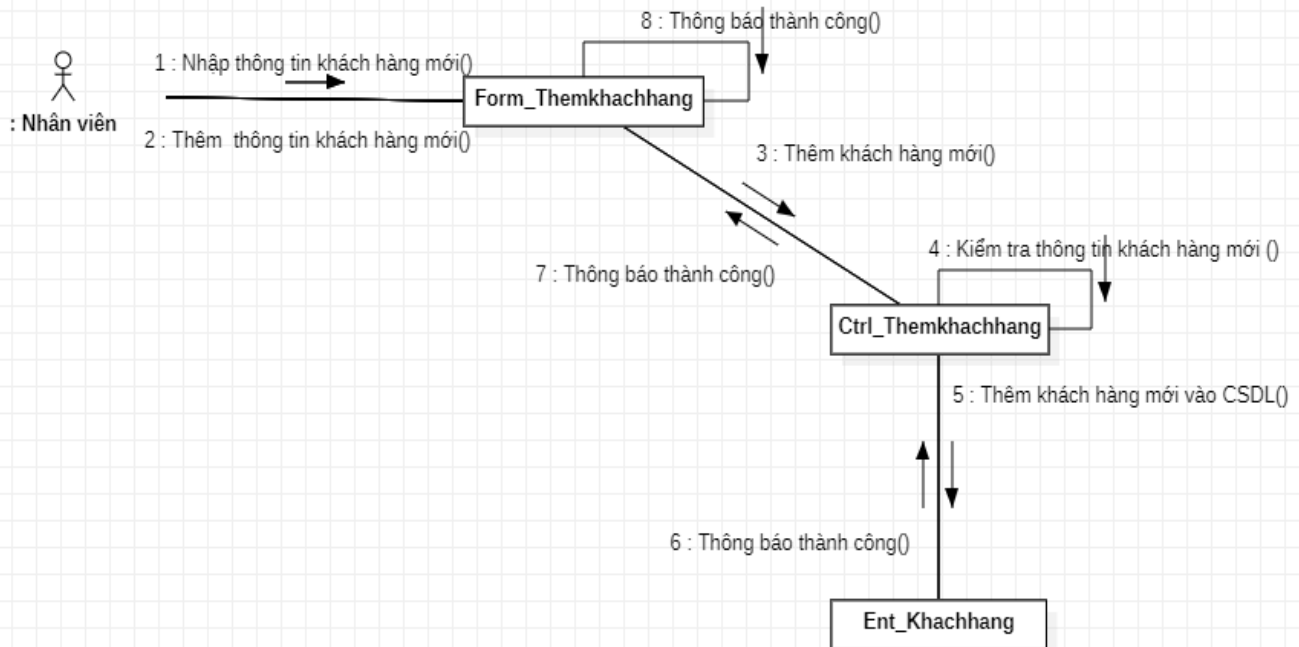 8 : Thông báo thành công()
1 : Nhập thông tin khách hàng mới()
Form_Themkhachhang
: Nhân viên
2 : Thêm  thông tin khách hàng mới()
3 : Thêm khách hàng mới()
4 : Kiểm tra thông tin khách hàng mới ()
7 : Thông báo thành công()
Ctrl_Themkhachhang
5 : Thêm khách hàng mới vào CSDL()
6 : Thông báo thành công()
Ent_Khachhang